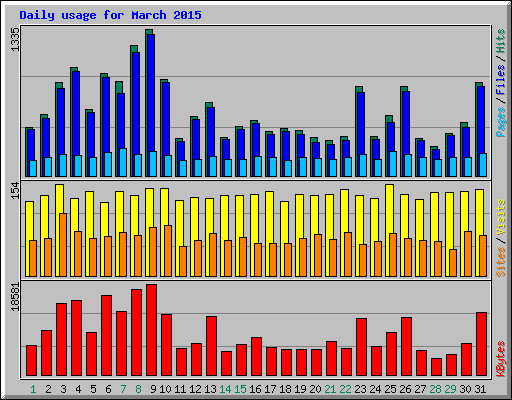 Daily usage for March 2015
1335
Pages / Files / Hits
154
Sites / Visits
18581
KBytes
1 2 3 4 5 6 7 8 9 10 11 12 13 14 15 16 17 18 19 20 21 22 23 24 25 26 27 28 29 30 31